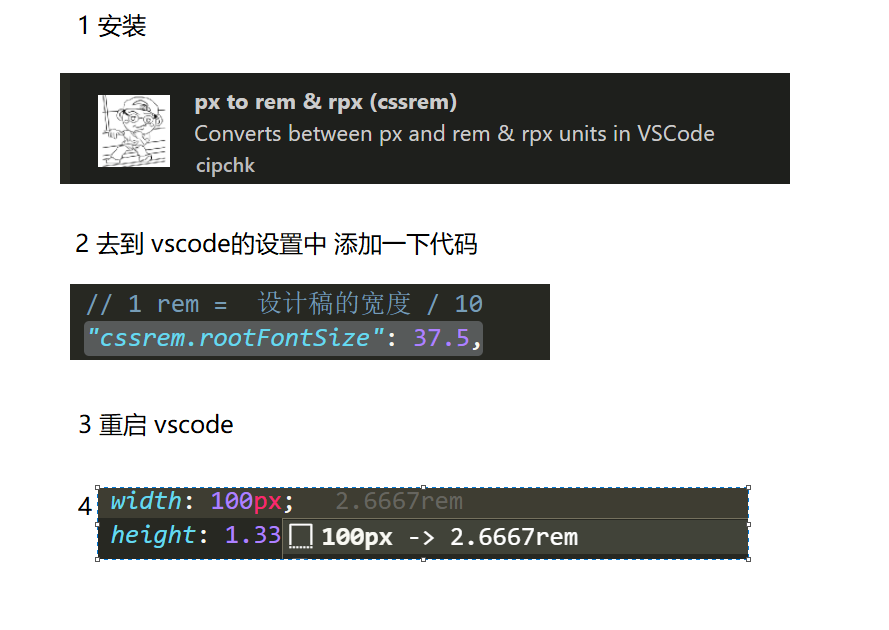 1 安装
px to rem & rpx (cssrem)
Converts between px and rem & rpx units in VSCode
cipchk
2 去到 vscode的设置中 添加一下代码
// 1 rem =  设计稿的宽度 / 10
"cssrem.rootFontSize": 37.5,
3 重启 vscode
4
width: 100px;   2.6667rem
height: 1.33
100px -> 2.6667rem